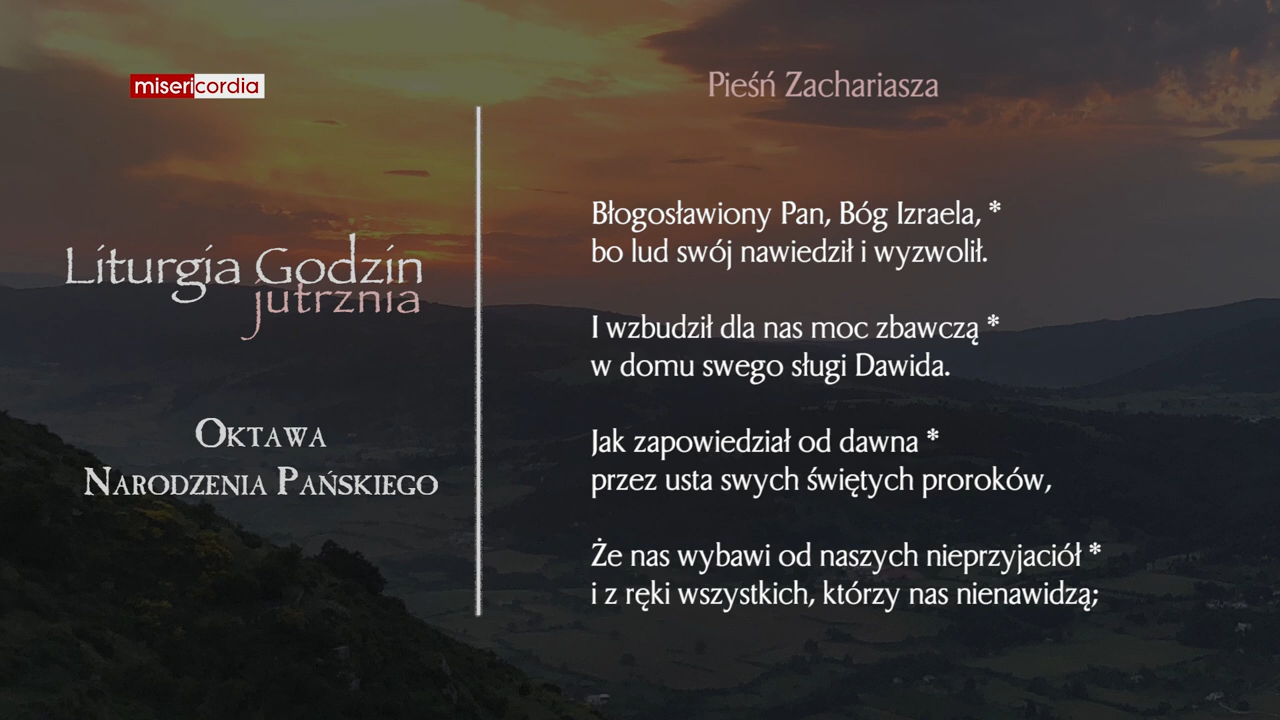 misericordia
Liturgia Godzin
jutrznia
Oktawa
Narodzenia Pańskiego
Pieśń Zachariasza
Błogosławiony Pan, Bóg Izraela, *
bo lud swój nawiedził i wyzwolił.
I wzbudził dla nas moc zbawczą *
w domu swego sługi Dawida.
Jak zapowiedział od dawna *
przez usta swych świętych proroków,
Że nas wybawi od naszych nieprzyjaciół *
i z ręki wszystkich, którzy nas nienawidzą;